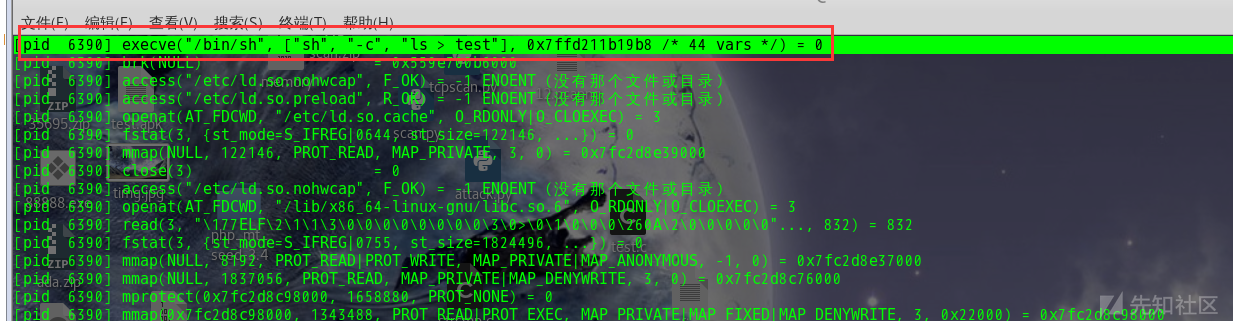 文件(F) 编辑(E) 查看(V) 搜索(S) 终端(T) 帮助(H)
[pid  6390] execve("/bin/sh", ["sh", "-c", "ls > test"], 0x7ffd211b19b8 /* 44 vars */) = 0
[pid  6390] brk(NULL)                   = 0x559e700b6000
[pid  6390] access("/etc/ld.so.nohwcap", F_OK) = -1 ENOENT (没有那个文件或目录)
[pid  6390] access("/etc/ld.so.preload", R_OK) = -1 ENOENT (没有那个文件或目录)
[pid  6390] openat(AT_FDCWD, "/etc/ld.so.cache", O_RDONLY|O_CLOEXEC) = 3
[pid  6390] fstat(3, {st_mode=S_IFREG|0644, st_size=122146, ...}) = 0
[pid  6390] mmap(NULL, 122146, PROT_READ, MAP_PRIVATE, 3, 0) = 0x7fc2d8e39000
[pid  6390] close(3)                    = 0
[pid  6390] access("/etc/ld.so.nohwcap", F_OK) = -1 ENOENT (没有那个文件或目录)
[pid  6390] openat(AT_FDCWD, "/lib/x86_64-linux-gnu/libc.so.6", O_RDONLY|O_CLOEXEC) = 3
[pid  6390] read(3, "\177ELF\2\1\1\3\0\0\0\0\0\0\0\0\3\0>\0\1\0\0\0\260A\2\0\0\0\0\0"..., 832) = 832
[pid  6390] fstat(3, {st_mode=S_IFREG|0755, st_size=1824496, ...}) = 0
[pid  6390] mmap(NULL, 8192, PROT_READ|PROT_WRITE, MAP_PRIVATE|MAP_ANONYMOUS, -1, 0) = 0x7fc2d8e37000
[pid  6390] mmap(NULL, 1837056, PROT_READ, MAP_PRIVATE|MAP_DENYWRITE, 3, 0) = 0x7fc2d8c76000
[pid  6390] mprotect(0x7fc2d8c98000, 1658880, PROT_NONE) = 0
[pid  6390] mmap(0x7fc2d8c98000, 1343488, PROT_READ|PROT_EXEC, MAP_PRIVATE|MAP_FIXED|MAP_DENYWRITE, 3, 0x22000) = 0x7fc2d8c98000
tcpscan.py
scan.py
attack.py
timg.jpg
test.apk
先知社区